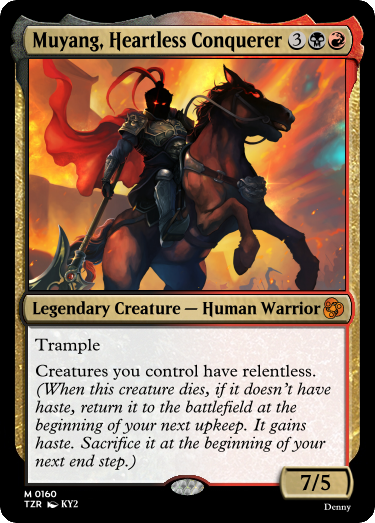 Muyang, Heartless Conquerer 3
Legendary Creature — Human Warrior
Trample
Creatures you control have relentless.
(When this creature dies, if it doesn't have
haste, return it to the battlefield at the
beginning of your next upkeep. It gains
haste. Sacrifice it at the beginning of your
next end step.)
7/5
M 0160
TZR KY2
Denny